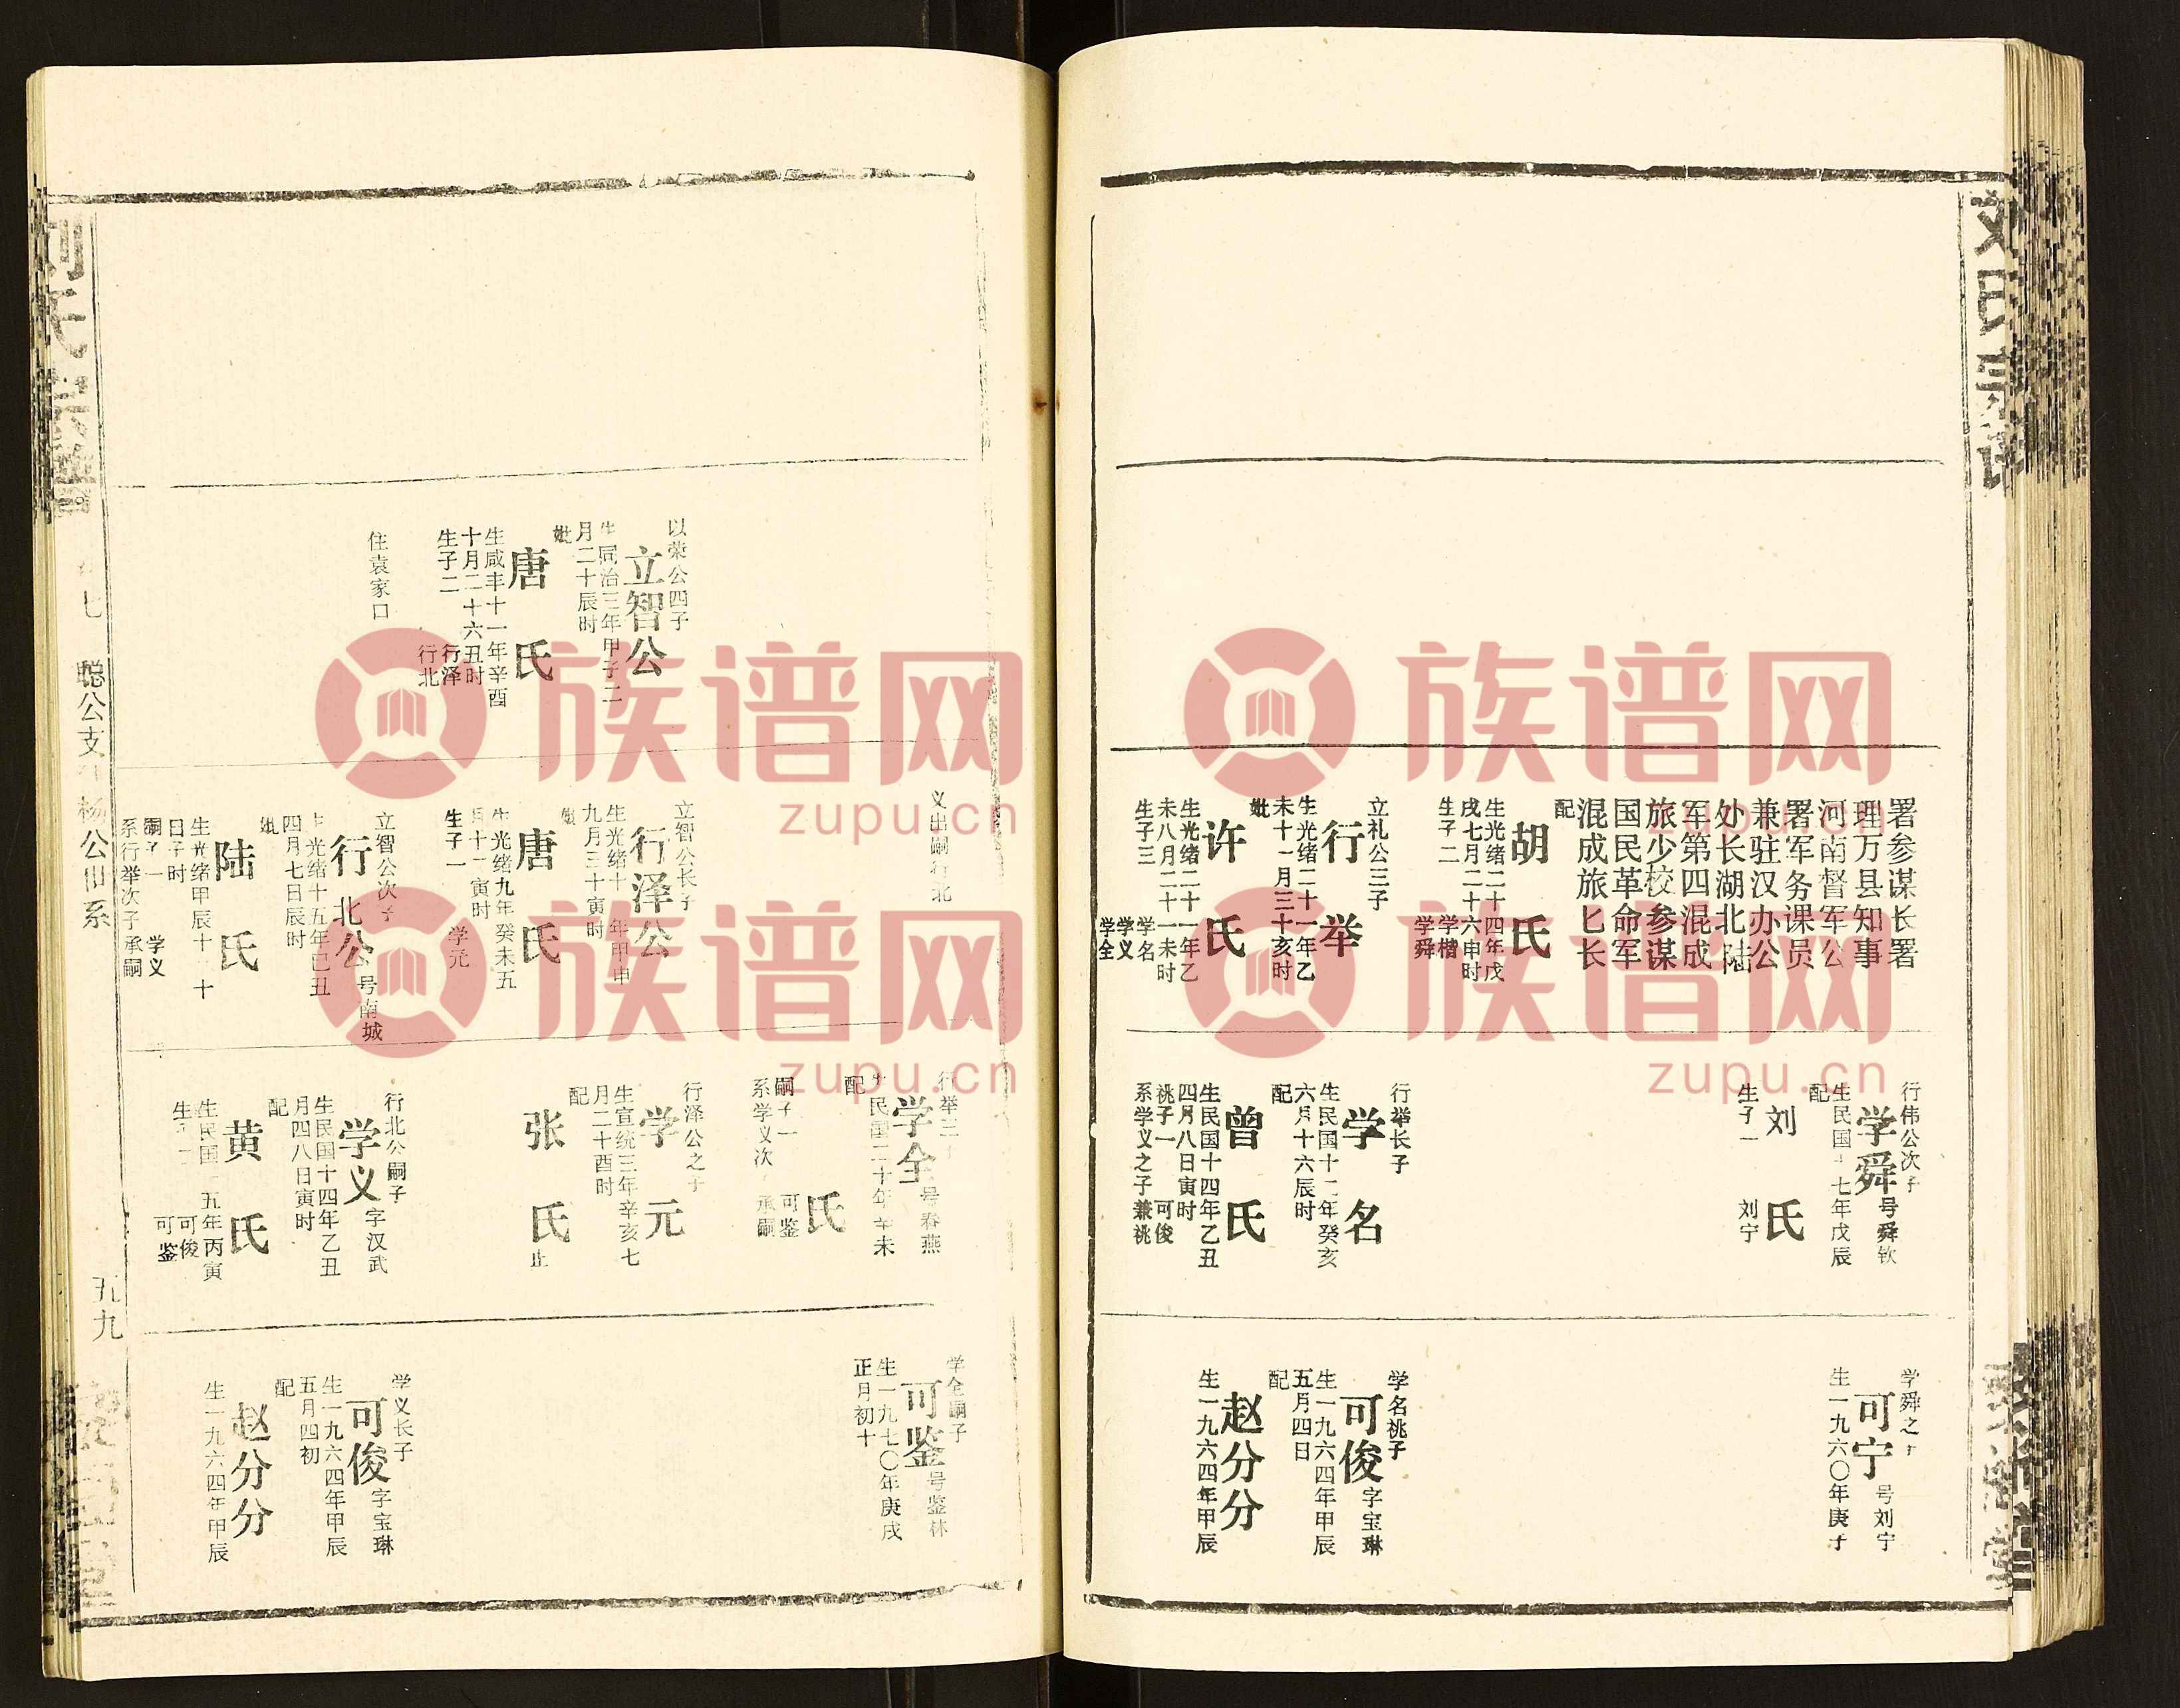 署参谋长署
理万县知事
河南督军公
署军务课员
兼驻汉办公
处长湖北陆
军第四混成
旅少校参谋
国民革命军
混成旅匕长
配
胡氏
生光绪二十四年戊
戌七月二十六申时
生子二 学楷
学舜
立礼公三子
行举
生光绪二十一年乙
未十一月三十亥时
妣
许氏
生光绪二十一年乙
未八月二十一未时
生子三 学名
学义
学全
行伟公次子
学舜 号舜钦
生民国十七年戊辰
配
刘氏
生子一 刘宁
行举长子
学名
生民国十二年癸亥
六月十六辰时
配
曾氏
生民国十四年乙丑
四月八日寅时
祧子一 可俊
系学义之子兼祧
学舜之子
可宁 号刘宁
生一九六〇年庚子
学名祧子
可俊 字宝琳
生一九六四年甲辰
五月四日
配
赵分分
生一九六四年甲辰
以荣公四子
立智公
生同治三年甲子二
月二十辰时
妣
唐氏
生咸丰十一年辛酉
十月二十六丑时
生子二 行泽
行北
住袁家口
义出嗣行北
立智公长子
行泽公
生光绪十年甲申
九月三十寅时
妣
唐氏
生光绪九年癸未五
月十一寅时
生子一 学元
立智公次子
行北公 号南城
生光绪十五年己丑
四月七日辰时
妣
陆氏
生光绪甲辰十二十
日子时
嗣子一 学义
系行举次子承嗣
行举三
学全 号春燕
生民国二十年辛未
配
氏
嗣子一 可鉴
系学义次子承嗣
行泽公之子
学元
生宣统三年辛亥七
月二十酉时
配
张氏 止
行北公嗣子
学义 字汉武
生民国十四年乙丑
月四八日寅时
配
黄氏
生民国十五年丙寅
生子二 可俊
可鉴
学全嗣子
可鉴 号鉴林
生一九七〇年庚戌
正月初十
学义长子
可俊 字宝琳
生一九六四年甲辰
五月四初
配
赵分分
生一九六四年甲辰
刘氏宗谱
七 聪公支 杨公佃系
五九
族谱网
zupu.cn
族谱网
zupu.cn
族谱网
zupu.cn
族谱网
zupu.cn